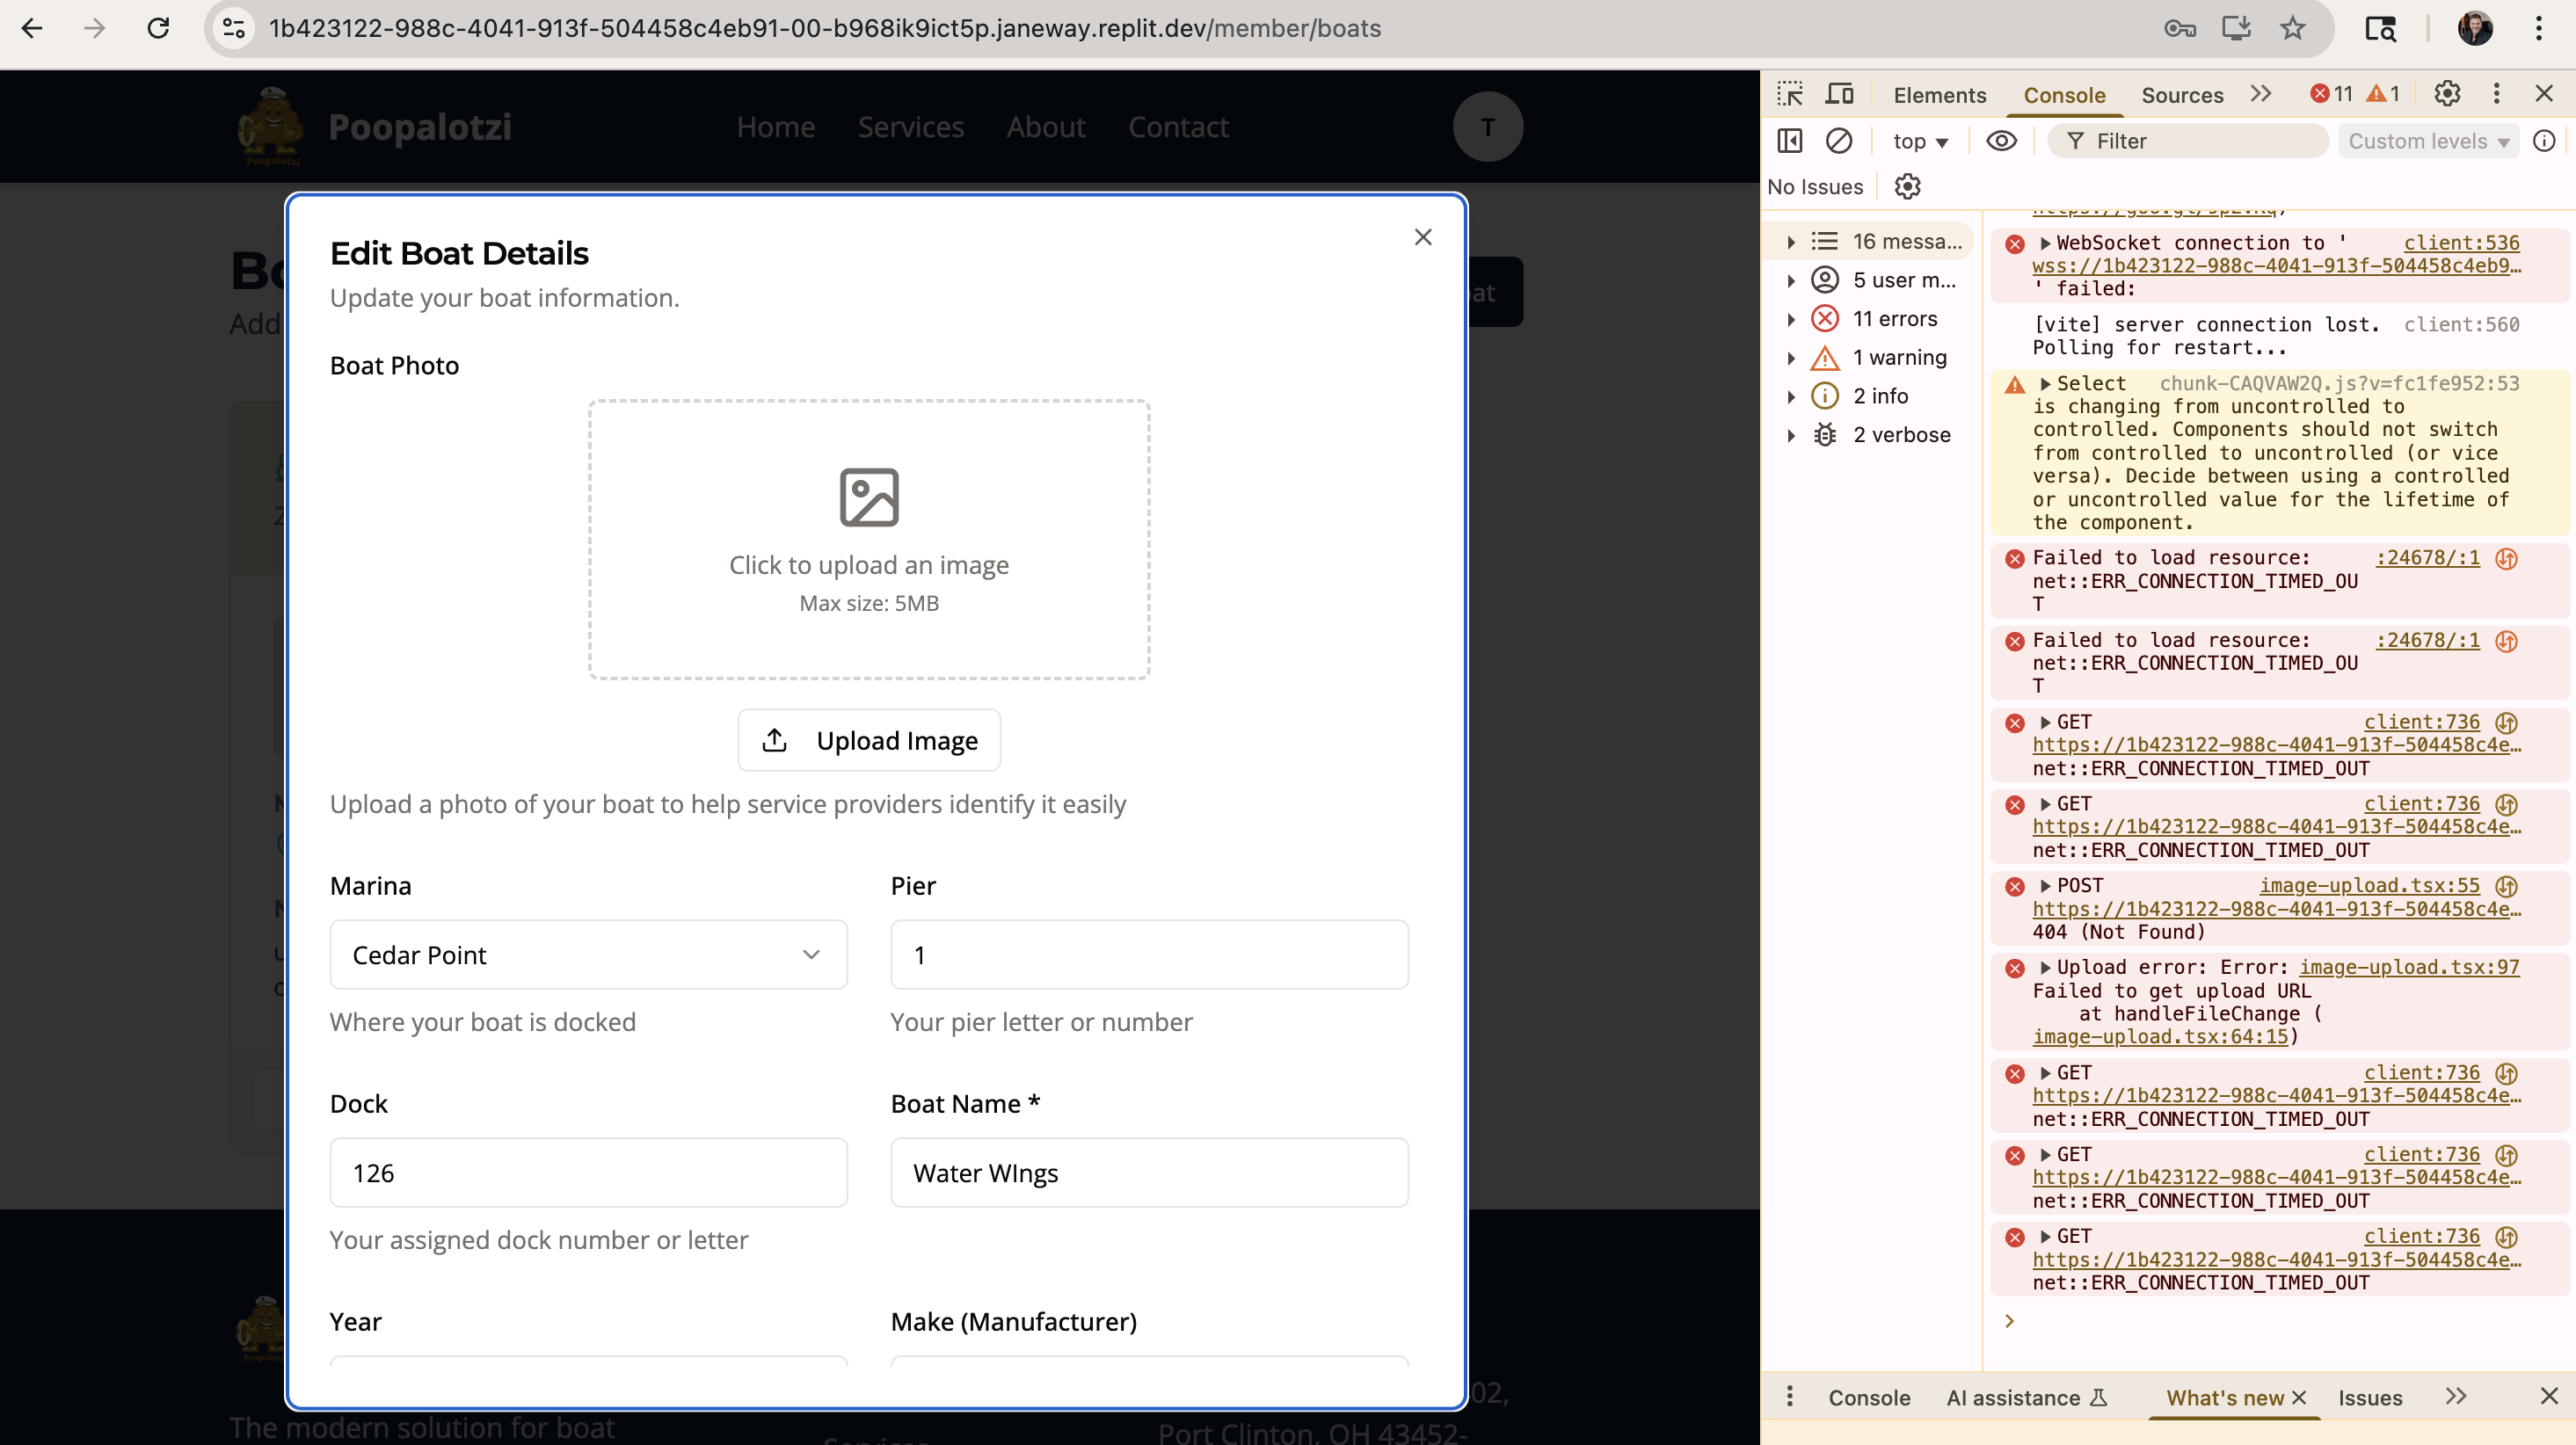 1b423122-988c-4041-913f-504458c4eb91-00-b968ik9ict5p.janeway.replit.dev/member/boats
Poopalotzi
Poopalotzi
Home
Services
About
Contact
T
Add
Edit Boat Details
Update your boat information.
Boat Photo
Click to upload an image
Max size: 5MB
Upload Image
Upload a photo of your boat to help service providers identify it easily
Marina
Pier
Cedar Point
1
Where your boat is docked
Your pier letter or number
Dock
Boat Name *
126
Water WIngs
Your assigned dock number or letter
Year
Make (Manufacturer)
The modern solution for boat
Services
02,
Port Clinton, OH 43452-
Elements
Console
Sources
11
1
top
Filter
Custom levels
No Issues
16 messa...
5 user m...
11 errors
1 warning
2 info
2 verbose
WebSocket connection to ' client:536
wss://1b423122-988c-4041-913f-504458c4eb9…
' failed:
[vite] server connection lost. client:560
Polling for restart...
Select chunk-CAQVAW2Q.js?v=fc1fe952:53
is changing from uncontrolled to
controlled. Components should not switch
from controlled to uncontrolled (or vice
versa). Decide between using a controlled
or uncontrolled value for the lifetime of
the component.
Failed to load resource: :24678/:1
net::ERR_CONNECTION_TIMED_OU
T
Failed to load resource: :24678/:1
net::ERR_CONNECTION_TIMED_OU
T
GET client:736
https://1b423122-988c-4041-913f-504458c4e…
net::ERR_CONNECTION_TIMED_OUT
GET client:736
https://1b423122-988c-4041-913f-504458c4e…
net::ERR_CONNECTION_TIMED_OUT
POST image-upload.tsx:55
https://1b423122-988c-4041-913f-504458c4e…
404 (Not Found)
Upload error: Error: image-upload.tsx:97
Failed to get upload URL
at handleFileChange (
image-upload.tsx:64:15)
GET client:736
https://1b423122-988c-4041-913f-504458c4e…
net::ERR_CONNECTION_TIMED_OUT
GET client:736
https://1b423122-988c-4041-913f-504458c4e…
net::ERR_CONNECTION_TIMED_OUT
GET client:736
https://1b423122-988c-4041-913f-504458c4e…
net::ERR_CONNECTION_TIMED_OUT
Console
AI assistance
What's new
Issues